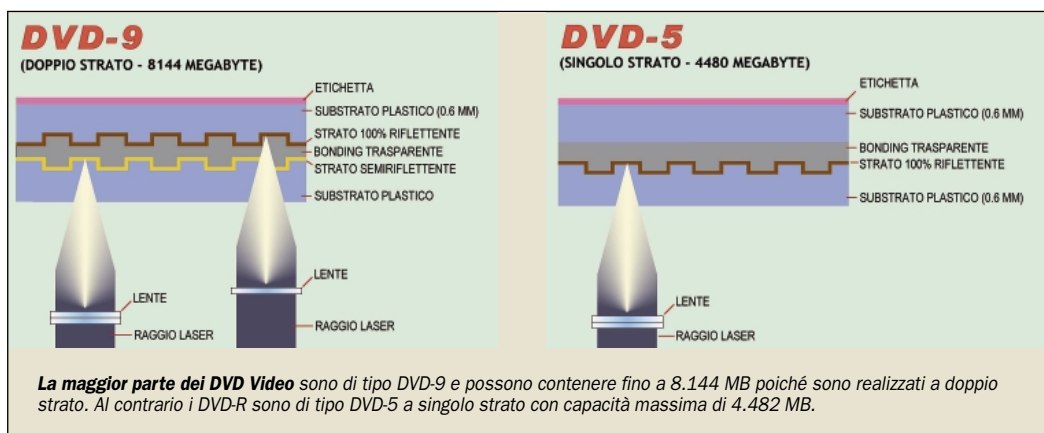 DVD-9
(DOPPIO STRATO - 8144 MEGABYTE)
ETICHETTA
SUBSTRATO PLASTICO (0.6 MM)
STRATO 100% RIFLETTENTE
BONDING TRASPARENTE
STRATO SEMIRIFLETTENTE
SUBSTRATO PLASTICO
LENTE
RAGGIO LASER
LENTE
RAGGIO LASER
DVD-5
(SINGOLO STRATO - 4480 MEGABYTE)
ETICHETTA
SUBSTRATO PLASTICO (0.6 MM)
BONDING TRASPARENTE
STRATO 100% RIFLETTENTE
SUBSTRATO PLASTICO (0.6 MM)
LENTE
RAGGIO LASER
La maggior parte dei DVD Video sono di tipo DVD-9 e possono contenere fino a 8.144 MB poiché sono realizzati a doppio
strato. Al contrario i DVD-R sono di tipo DVD-5 a singolo strato con capacità massima di 4.482 MB.